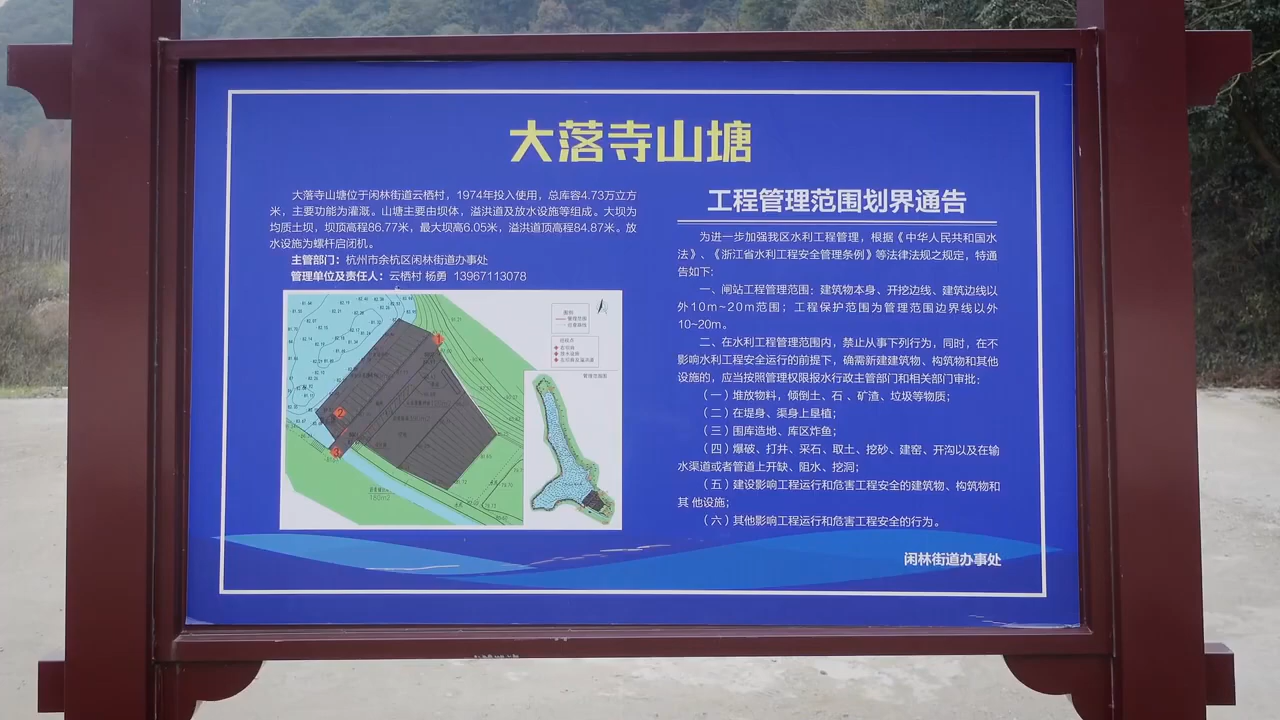 大落寺山塘
大落寺山塘位于闲林街道云栖村，1974年投入使用，总库容4.73万立方
米，主要功能为灌溉。山塘主要由坝体，溢洪道及放水设施等组成。大坝为
均质土坝，坝顶高程86.77米，最大坝高6.05米，溢洪道顶高程84.87米。放
水设施为螺杆启闭机。
主管部门：杭州市余杭区闲林街道办事处
管理单位及责任人：云栖村 杨勇 13967113078
图例
管理范围
1
2
3
180m2
管理范围图
工程管理范围划界通告
为进一步加强我区水利工程管理，根据《中华人民共和国水
法》、《浙江省水利工程安全管理条例》等法律法规之规定，特通
告如下：
一、闸站工程管理范围：建筑物本身、开挖边线、建筑边线以
外10m~20m范围；工程保护范围为管理范围边界线以外
10~20m。
二、在水利工程管理范围内，禁止从事下列行为，同时，在不
影响水利工程安全运行的前提下，确需新建建筑物、构筑物和其他
设施的，应当按照管理权限报水行政主管部门和相关部门审批：
（一）堆放物料，倾倒土、石 、矿渣、垃圾等物质；
（二）在堤身、渠身上垦植；
（三）围库造地、库区炸鱼；
（四）爆破、打井、采石、取土、挖砂、建窑、开沟以及在输
水渠道或者管道上开缺、阻水、挖洞；
（五）建设影响工程运行和危害工程安全的建筑物、构筑物和
其 他设施；
（六）其他影响工程运行和危害工程安全的行为。
闲林街道办事处